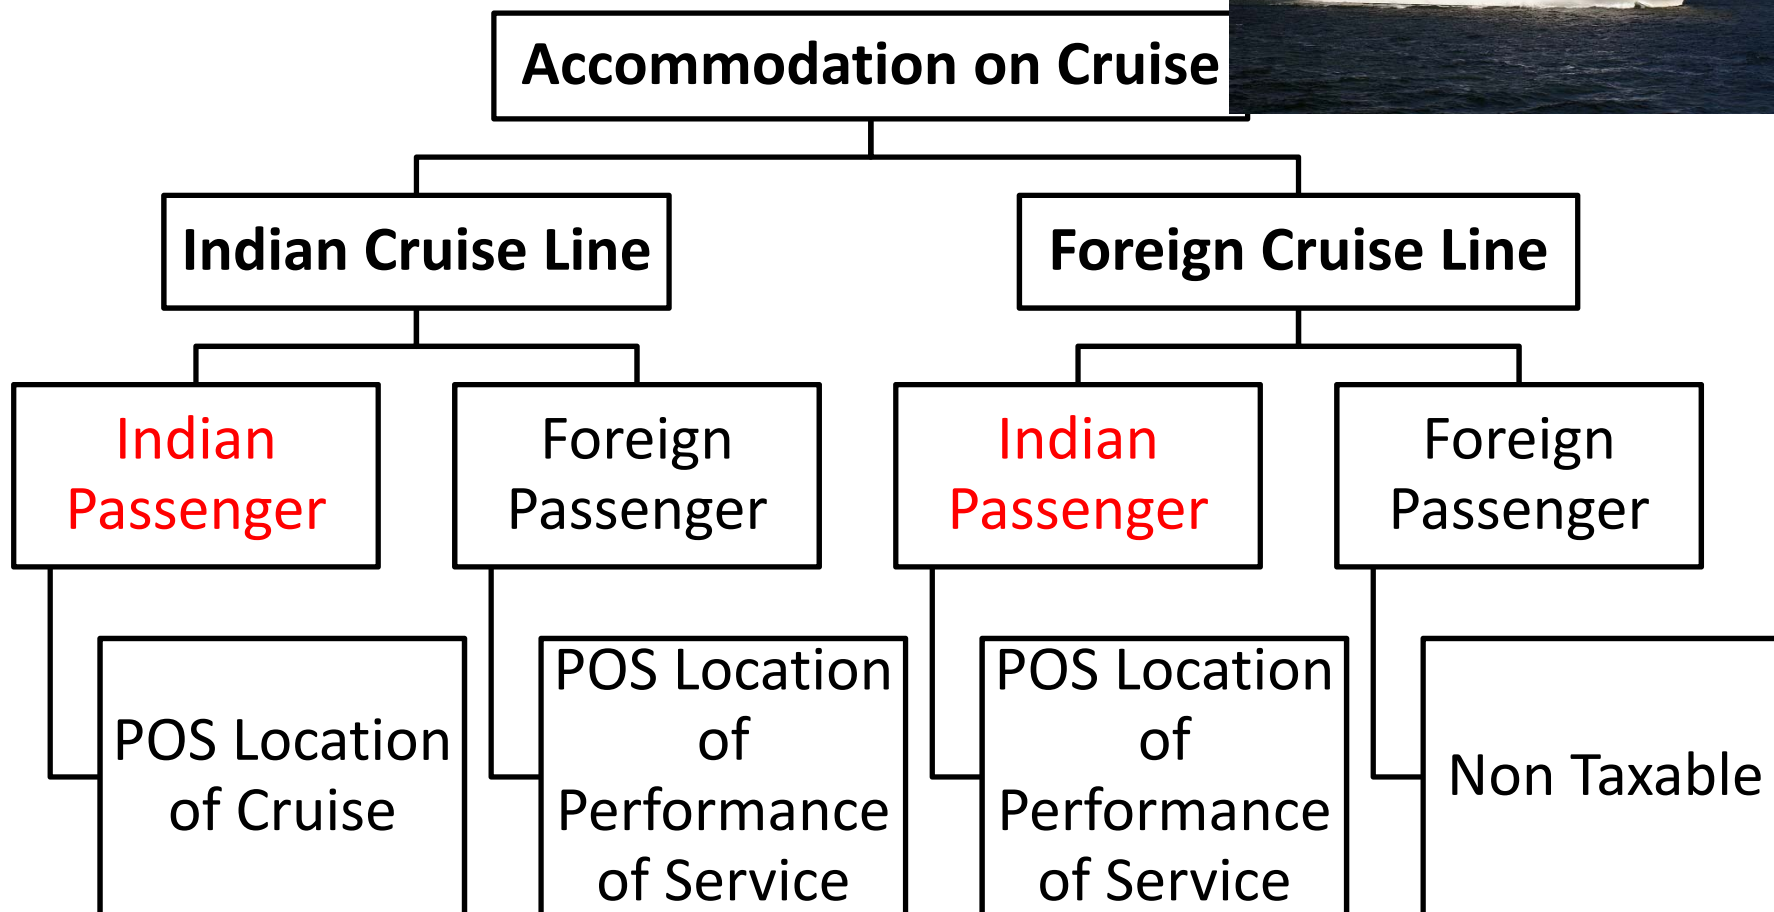 Accommodation on Cruise
Indian Cruise Line
Foreign Cruise Line
Indian
Passenger
Foreign
Passenger
Indian
Passenger
Foreign
Passenger
POS Location
of Cruise
POS Location
of
Performance
of Service
POS Location
of
Performance
of Service
Non Taxable